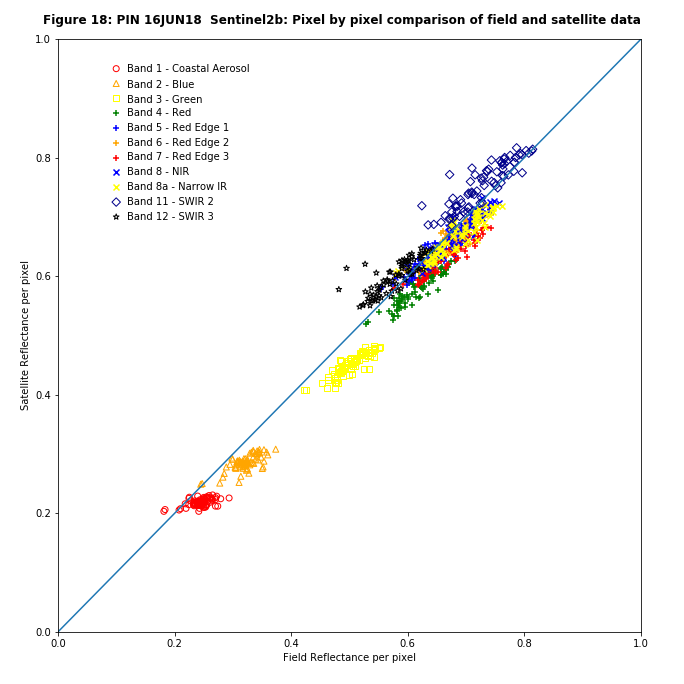 Figure 18: PIN 16JUN18  Sentinel2b: Pixel by pixel comparison of field and satellite data
1.0
Band 1 - Coastal Aerosol
Band 2 - Blue
Band 3 - Green
Band 4 - Red
Band 5 - Red Edge 1
Band 6 - Red Edge 2
Band 7 - Red Edge 3
Band 8 - NIR
Band 8a - Narrow IR
Band 11 - SWIR 2
Band 12 - SWIR 3
0.8
0.6
0.4
0.2
0.0
Satellite Reflectance per pixel
0.0 0.2 0.4 0.6 0.8 1.0
Field Reflectance per pixel